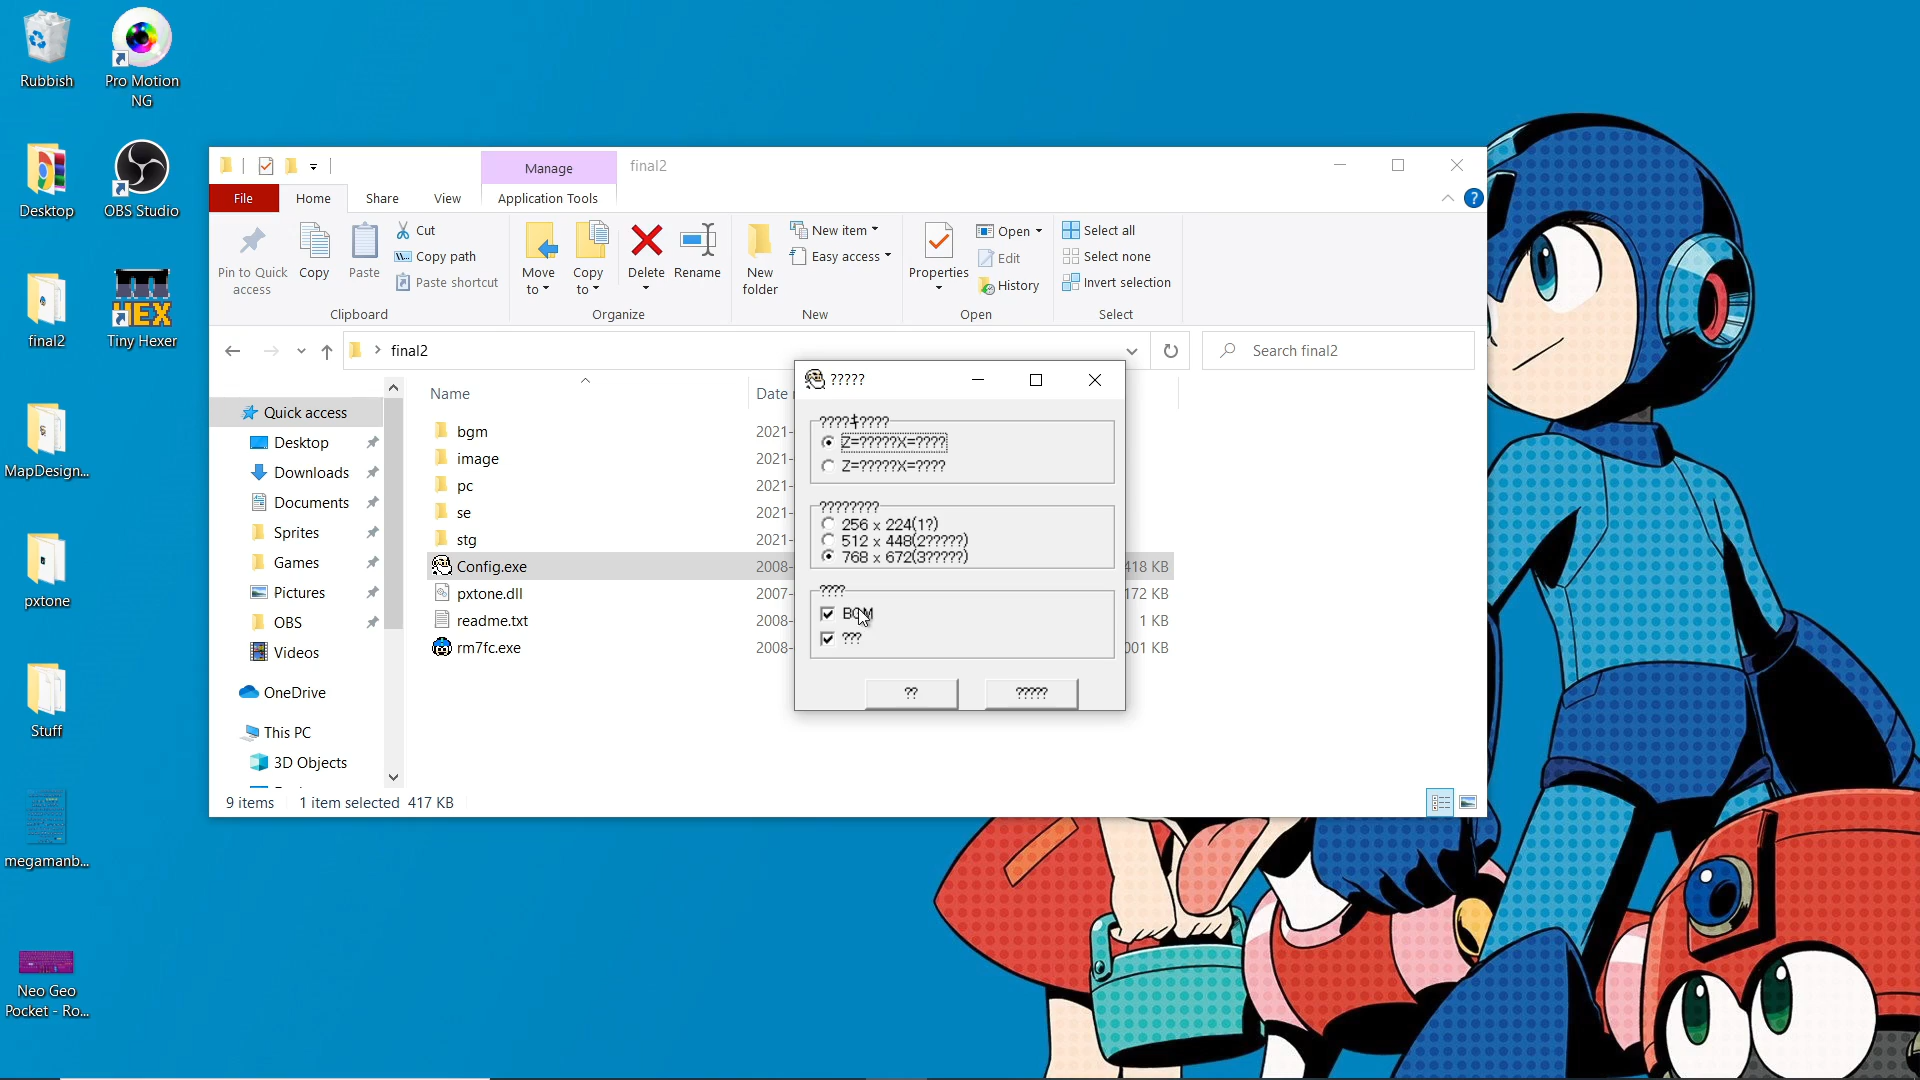 Rubbish
Pro Motion
NG
Desktop
OBS Studio
final2
Tiny Hexer
HEX
MapDesign...
pxtone
Stuff
megamanb...
Neo Geo
Pocket - Ro...
Manage
final2
File
Home
Share
View
Application Tools
Pin to Quick
access
Copy
Paste
Cut
Copy path
Paste shortcut
Clipboard
Move
to
Copy
to
Delete
Rename
Organize
New
folder
New item
Easy access
New
Properties
Open
Edit
History
Open
Select all
Select none
Invert selection
Select
final2
Search final2
Quick access
Desktop
Downloads
Documents
Sprites
Games
Pictures
OBS
Videos
OneDrive
This PC
3D Objects
Name
Date
bgm 2021-
image 2021-
pc 2021-
se 2021-
stg 2021-
Config.exe 2008- 418 KB
pxtone.dll 2007- 172 KB
readme.txt 2008- 1 KB
rm7fc.exe 2008- 001 KB
9 items 1 item selected 417 KB
?????
????ｷ????
Z=?????X=????
Z=?????X=????
????????
256 x 224(1?)
512 x 448(2?????)
768 x 672(3?????)
????
BGM
???
??
?????